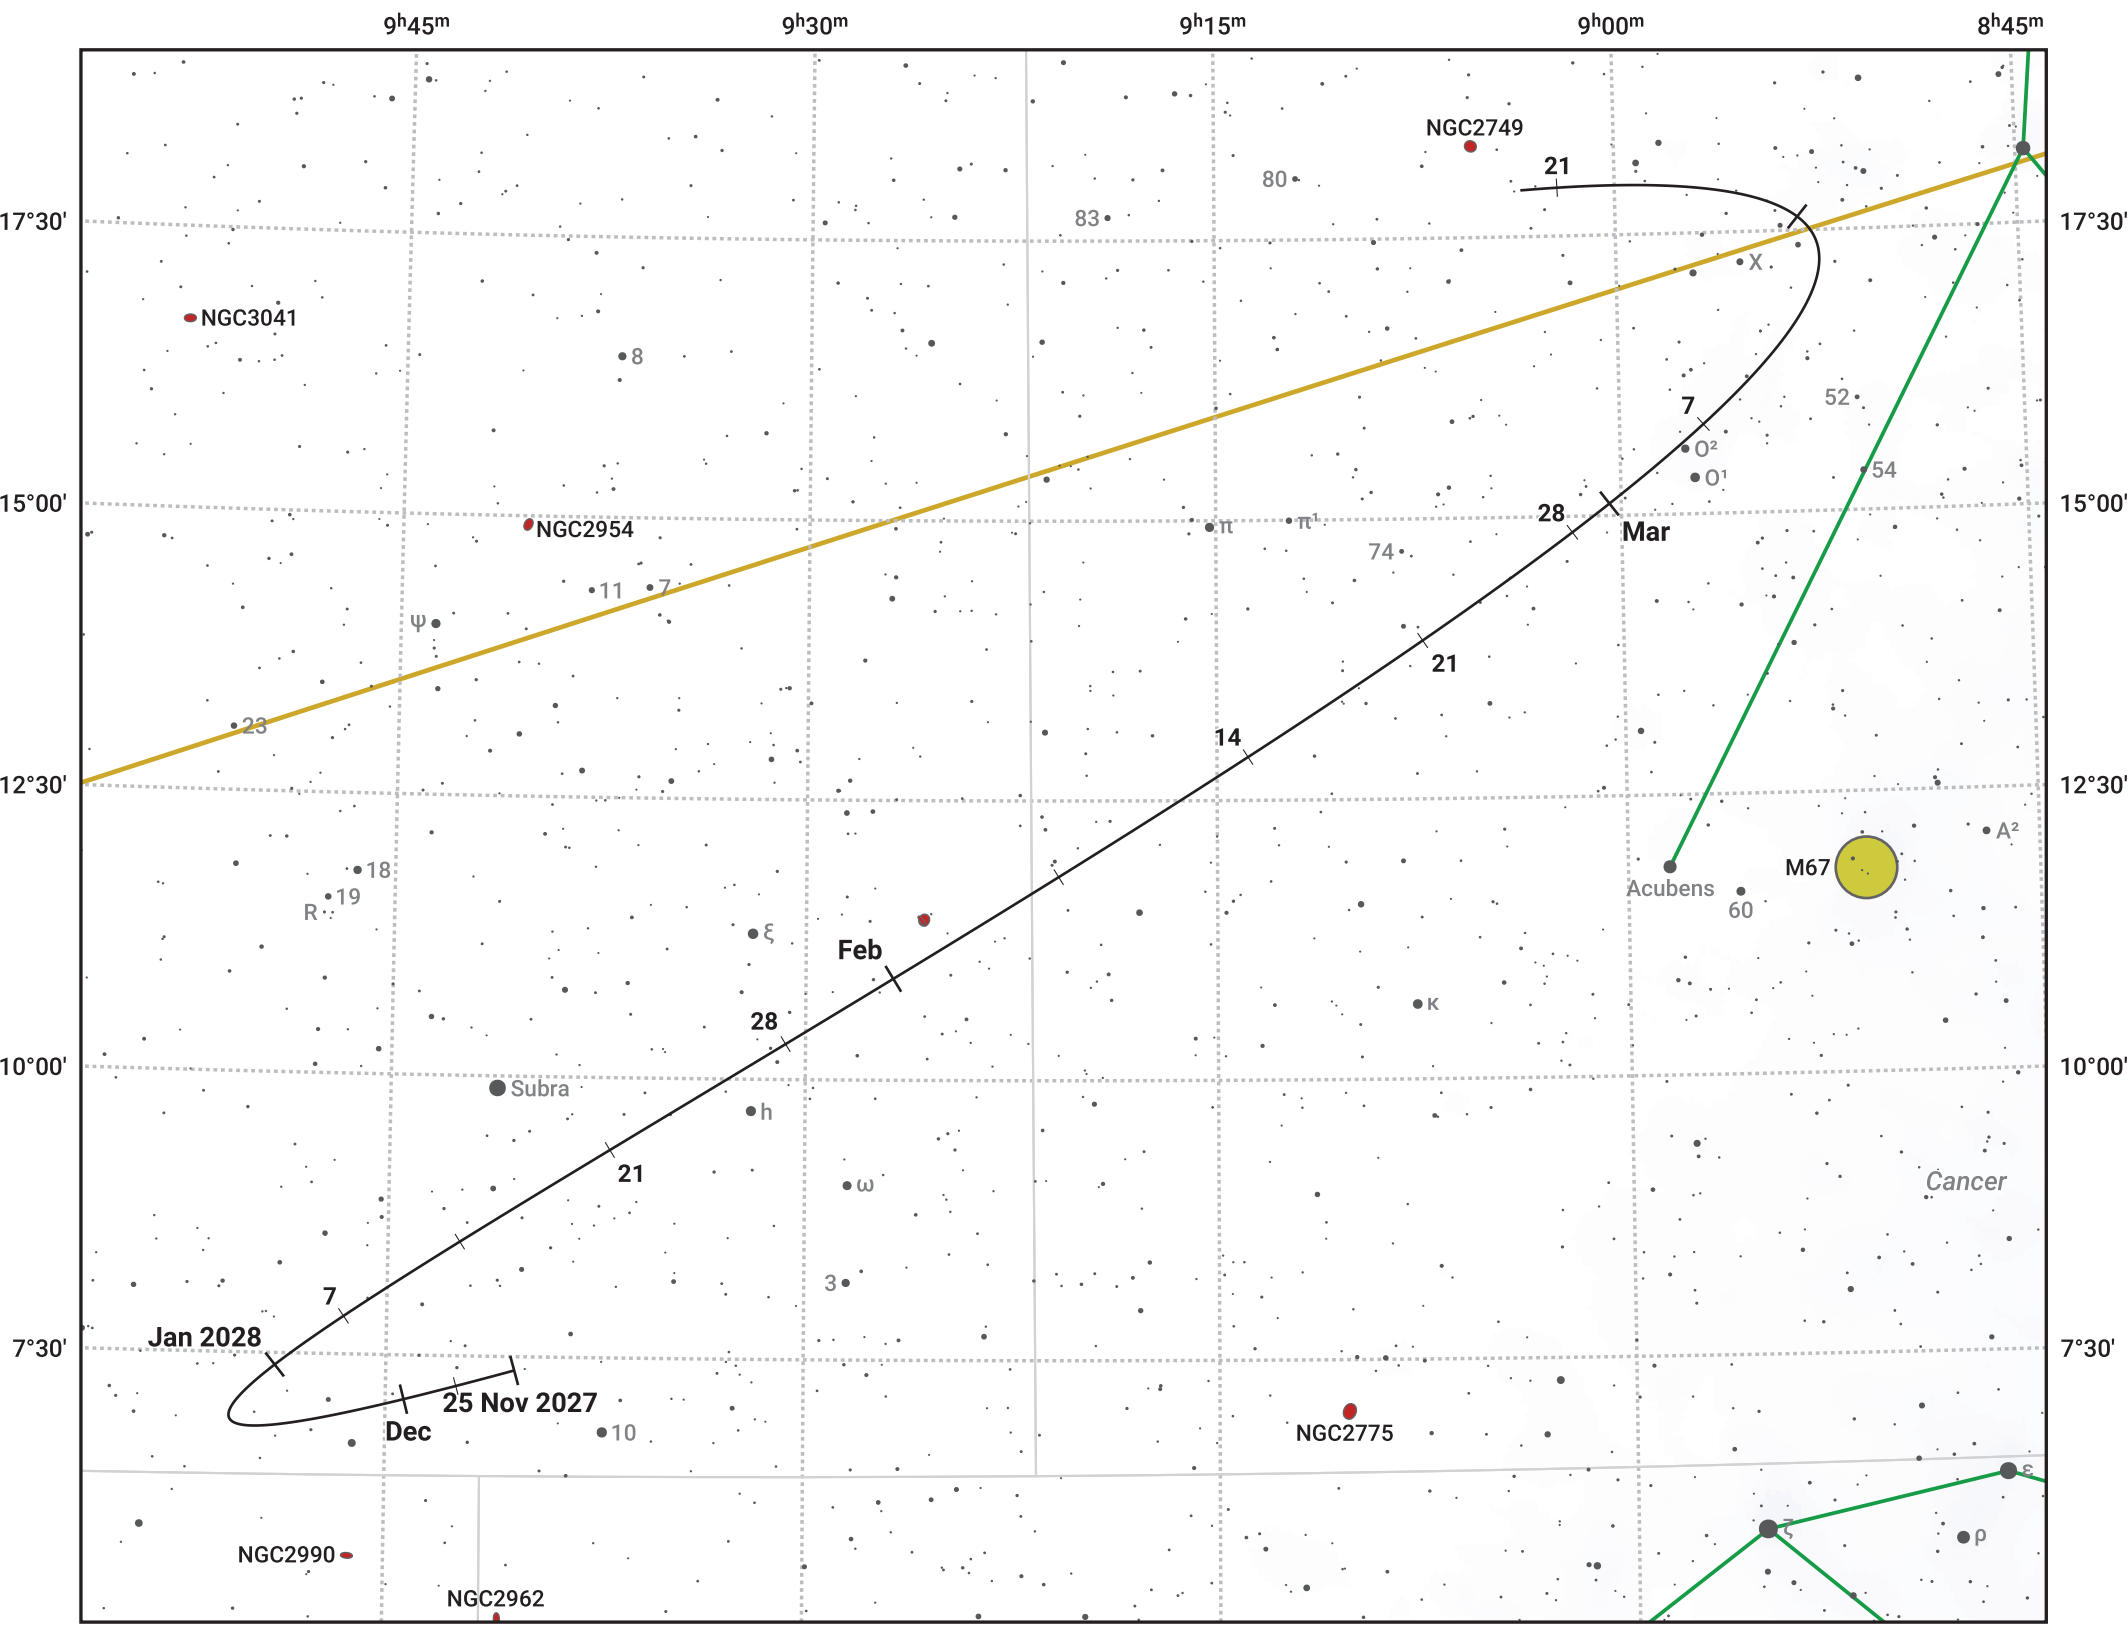 9ʰ45ᵐ 9ʰ30ᵐ 9ʰ15ᵐ 9ʰ00ᵐ 8ʰ45ᵐ
NGC2749
21
80
83
17°30' 17°30'
X
NGC3041
8
52
7
O²
O¹
54
15°00' 15°00'
28
Mar
π
π¹
74
NGC2954
11
7
ψ
21
23
14
12°30' 12°30'
A²
M67
Acubens
60
18
19
R
ξ
Feb
κ
28
10°00' 10°00'
Subra
h
21
ω
Cancer
3
7
Jan 2028
7°30' 7°30'
25 Nov 2027
Dec
10
NGC2775
ε
ζ
ρ
NGC2990
NGC2962